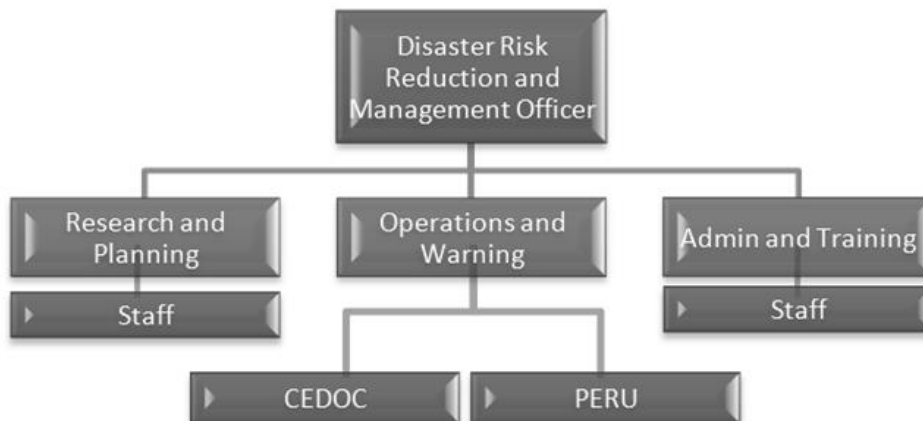 Disaster Risk
Reduction and
Management Officer
Research and
Planning
Operations and
Warning
Admin and Training
Staff
Staff
CEDOC
PERU